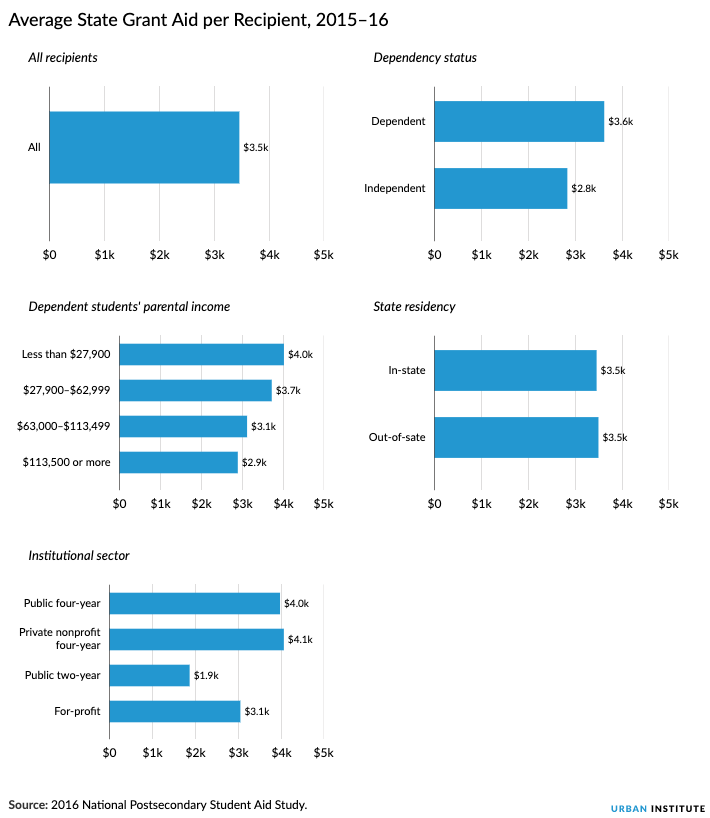 Average State Grant Aid per Recipient, 2015–16
All recipients
All
$3.5k
$0 $1k $2k $3k $4k $5k
Dependency status
Dependent
$3.6k
Independent
$2.8k
$0 $1k $2k $3k $4k $5k
Dependent students' parental income
Less than $27,900
$4.0k
$27,900–$62,999
$3.7k
$63,000–$113,499
$3.1k
$113,500 or more
$2.9k
$0 $1k $2k $3k $4k $5k
State residency
In-state
$3.5k
Out-of-sate
$3.5k
$0 $1k $2k $3k $4k $5k
Institutional sector
Public four-year
$4.0k
Private nonprofit
four-year
$4.1k
Public two-year
$1.9k
For-profit
$3.1k
$0 $1k $2k $3k $4k $5k
Source: 2016 National Postsecondary Student Aid Study.
URBAN INSTITUTE